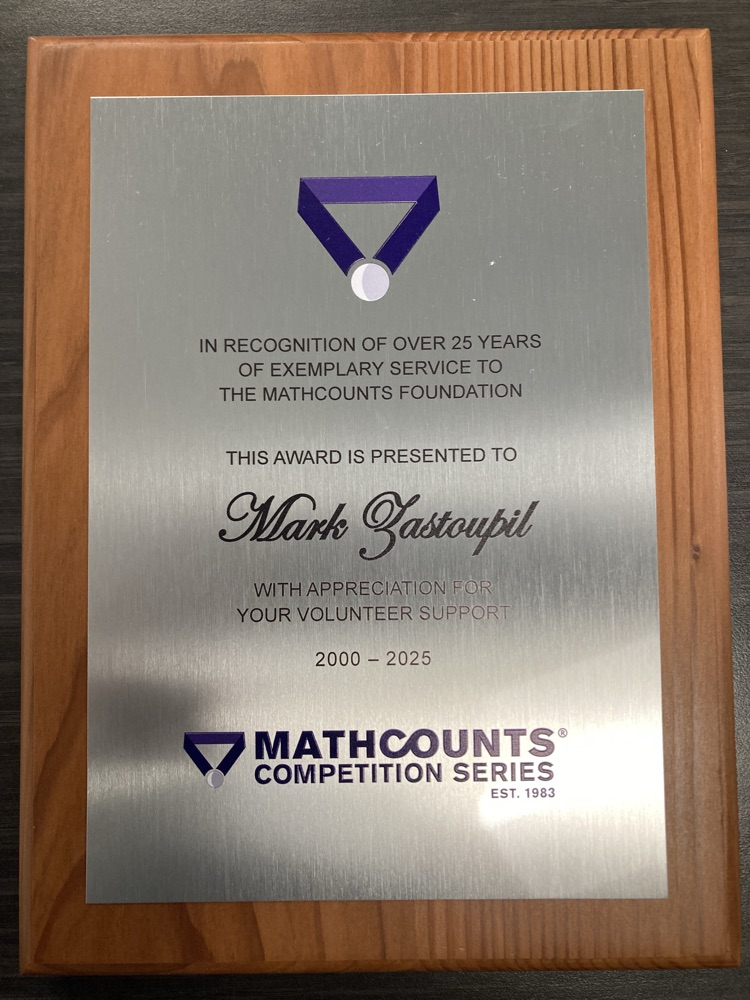 IN RECOGNITION OF OVER 25 YEARS
OF EXEMPLARY SERVICE TO
THE MATHCOUNTS FOUNDATION
THIS AWARD IS PRESENTED TO
Mark Zastoupil
WITH APPRECIATION FOR
YOUR VOLUNTEER SUPPORT
2000 – 2025
MATHCOUNTS®
COMPETITION SERIES
EST. 1983